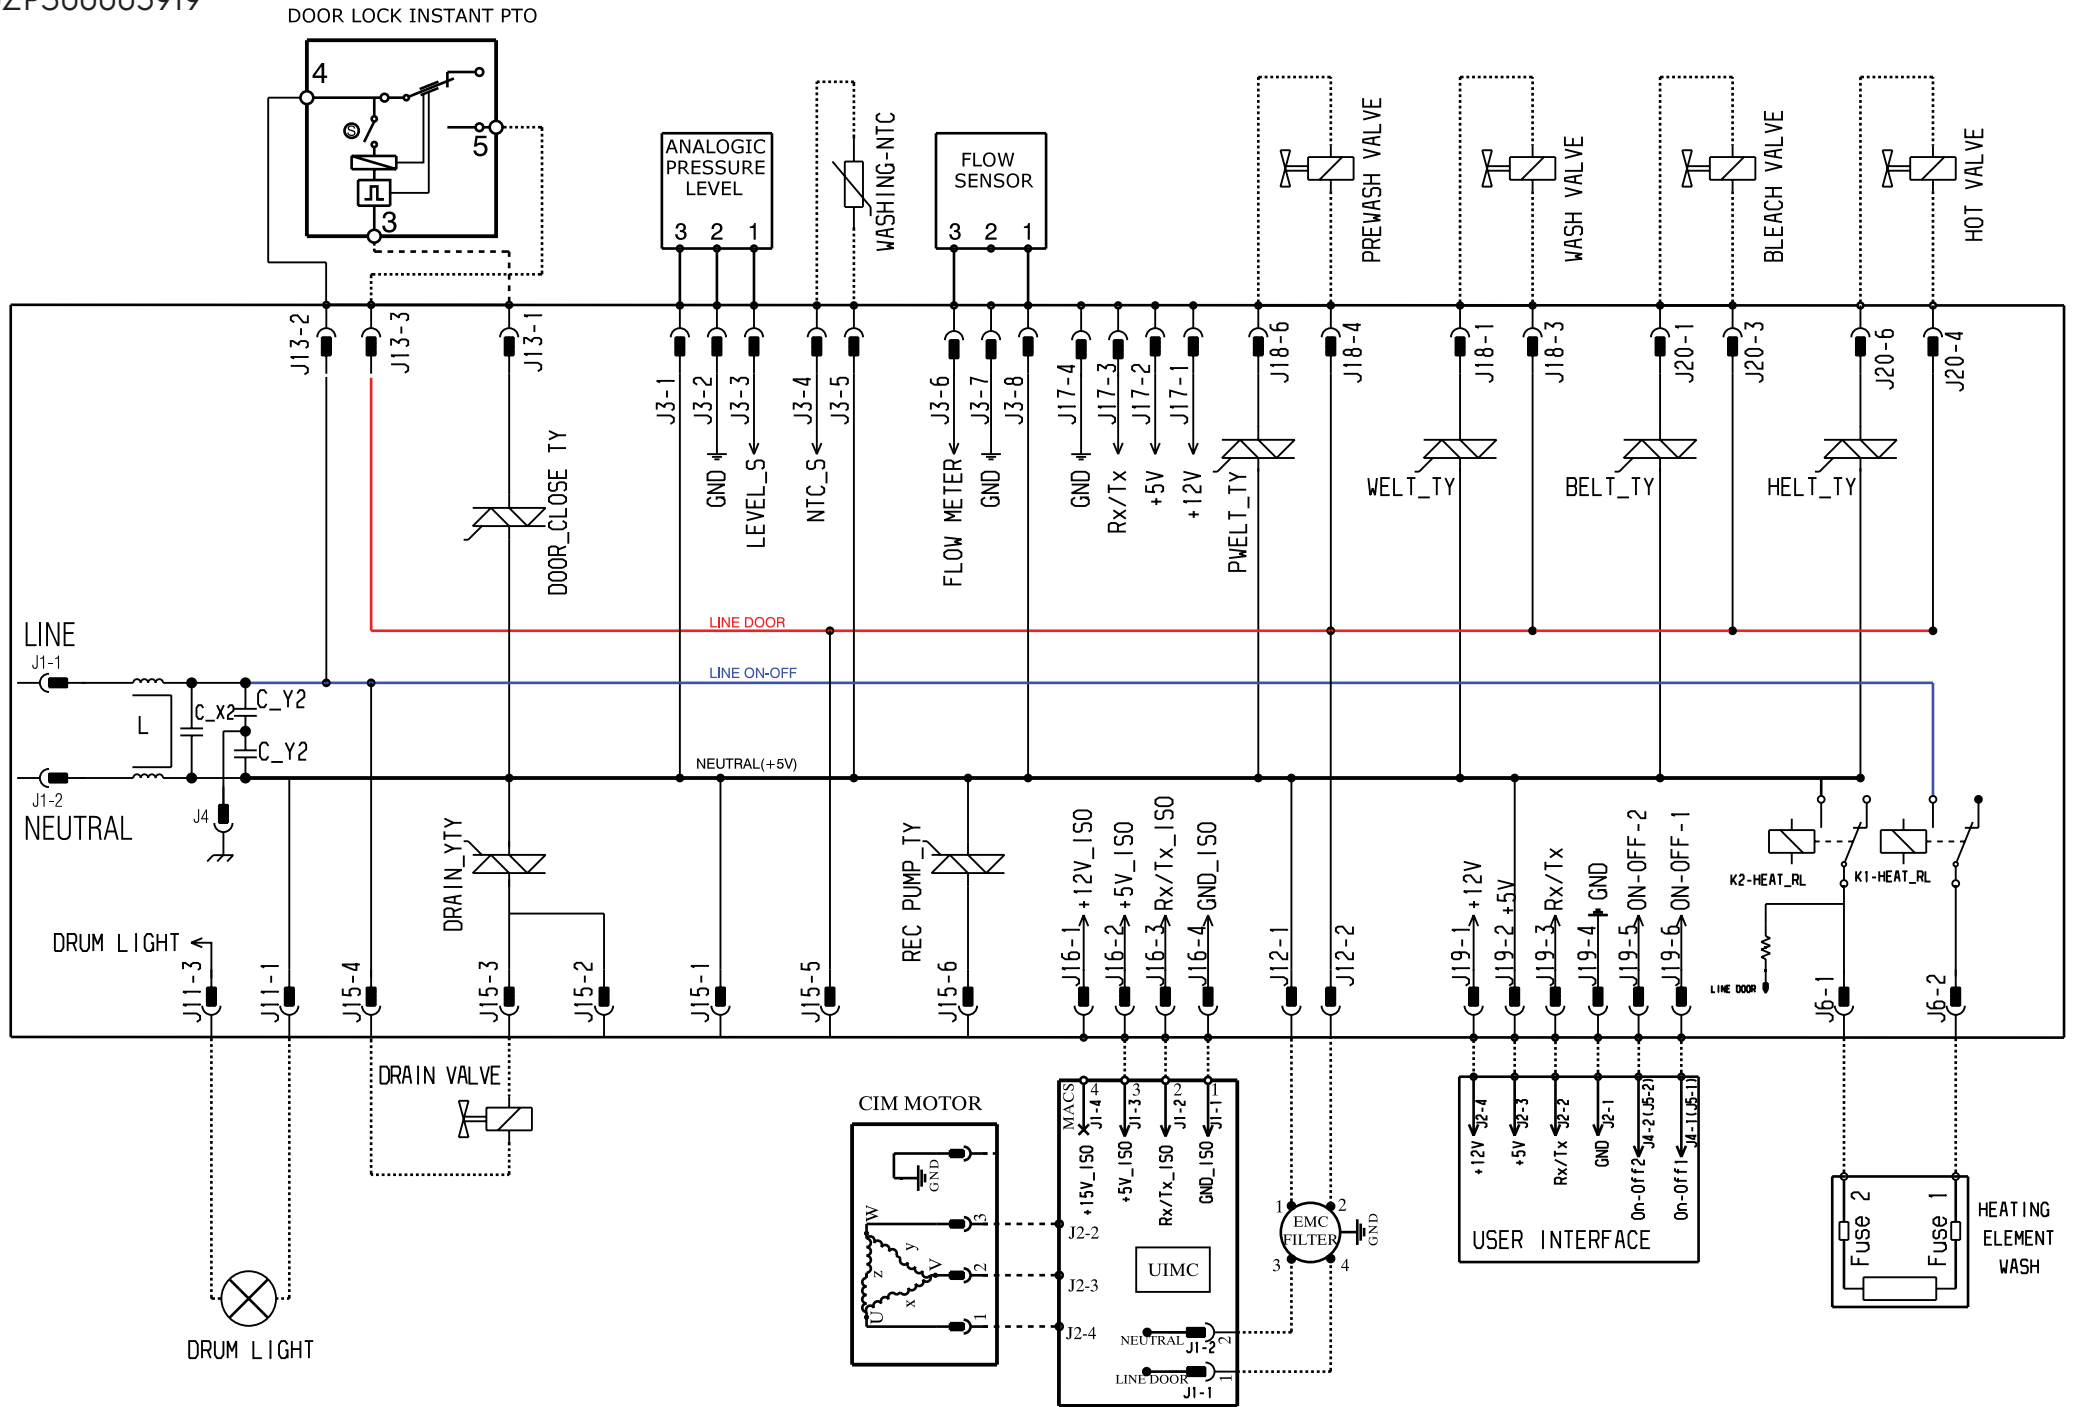 DOOR LOCK INSTANT PTO
4
S
5
3
ANALOGIC
PRESSURE
LEVEL
3 2 1
WASHING-NTC
FLOW
SENSOR
3 2 1
PREWASH VALVE
WASH VALVE
BLEACH VALVE
HOT VALVE
J13-2
J13-3
J13-1
J3-1
J3-2
J3-3
J3-4
J3-5
J3-6
J3-7
J3-8
J17-4
J17-3
J17-2
J17-1
J18-6
J18-4
J18-1
J18-3
J20-1
J20-3
J20-6
J20-4
DOOR_CLOSE TY
GND
LEVEL_S
NTC_S
FLOW METER
GND
GND
Rx/Tx
+5V
+12V
PWELT_TY
WELT_TY
BELT_TY
HELT_TY
LINE DOOR
LINE
J1-1
LINE ON-OFF
L
C_X2
C_Y2
C_Y2
NEUTRAL(+5V)
J1-2
NEUTRAL
J4
DRAIN_YTY
REC PUMP_TY
+12V_ISO
+5V_ISO
Rx/Tx_ISO
GND_ISO
+12V
+5V
Rx/Tx
GND
ON-OFF-2
ON-OFF-1
K2-HEAT_RL
K1-HEAT_RL
DRUM LIGHT
LINE DOOR
J11-3
J11-1
J15-4
J15-3
J15-2
J15-1
J15-5
J15-6
J16-1
J16-2
J16-3
J16-4
J12-1
J12-2
J19-1
J19-2
J19-3
J19-4
J19-5
J19-6
J6-1
J6-2
DRAIN VALVE
CIM MOTOR
GND
W
y
z
V
x
U
3
2
1
MACS
4
3
2
1
J1-4
J1-3
J1-2
J1-1
+15V_ISO
+5V_ISO
Rx/Tx_ISO
GND_ISO
J2-2
J2-3
J2-4
UIMC
NEUTRAL
J1-2
2
LINE DOOR
J1-1
1
1
2
EMC
FILTER
3
4
GND
J2-4
J2-3
J2-2
J2-1
J4-2(J5-2)
J4-1(J5-1)
+12V
+5V
Rx/Tx
GND
On-Off2
On-Off1
USER INTERFACE
Fuse 2
Fuse 1
HEATING
ELEMENT
WASH
DRUM LIGHT